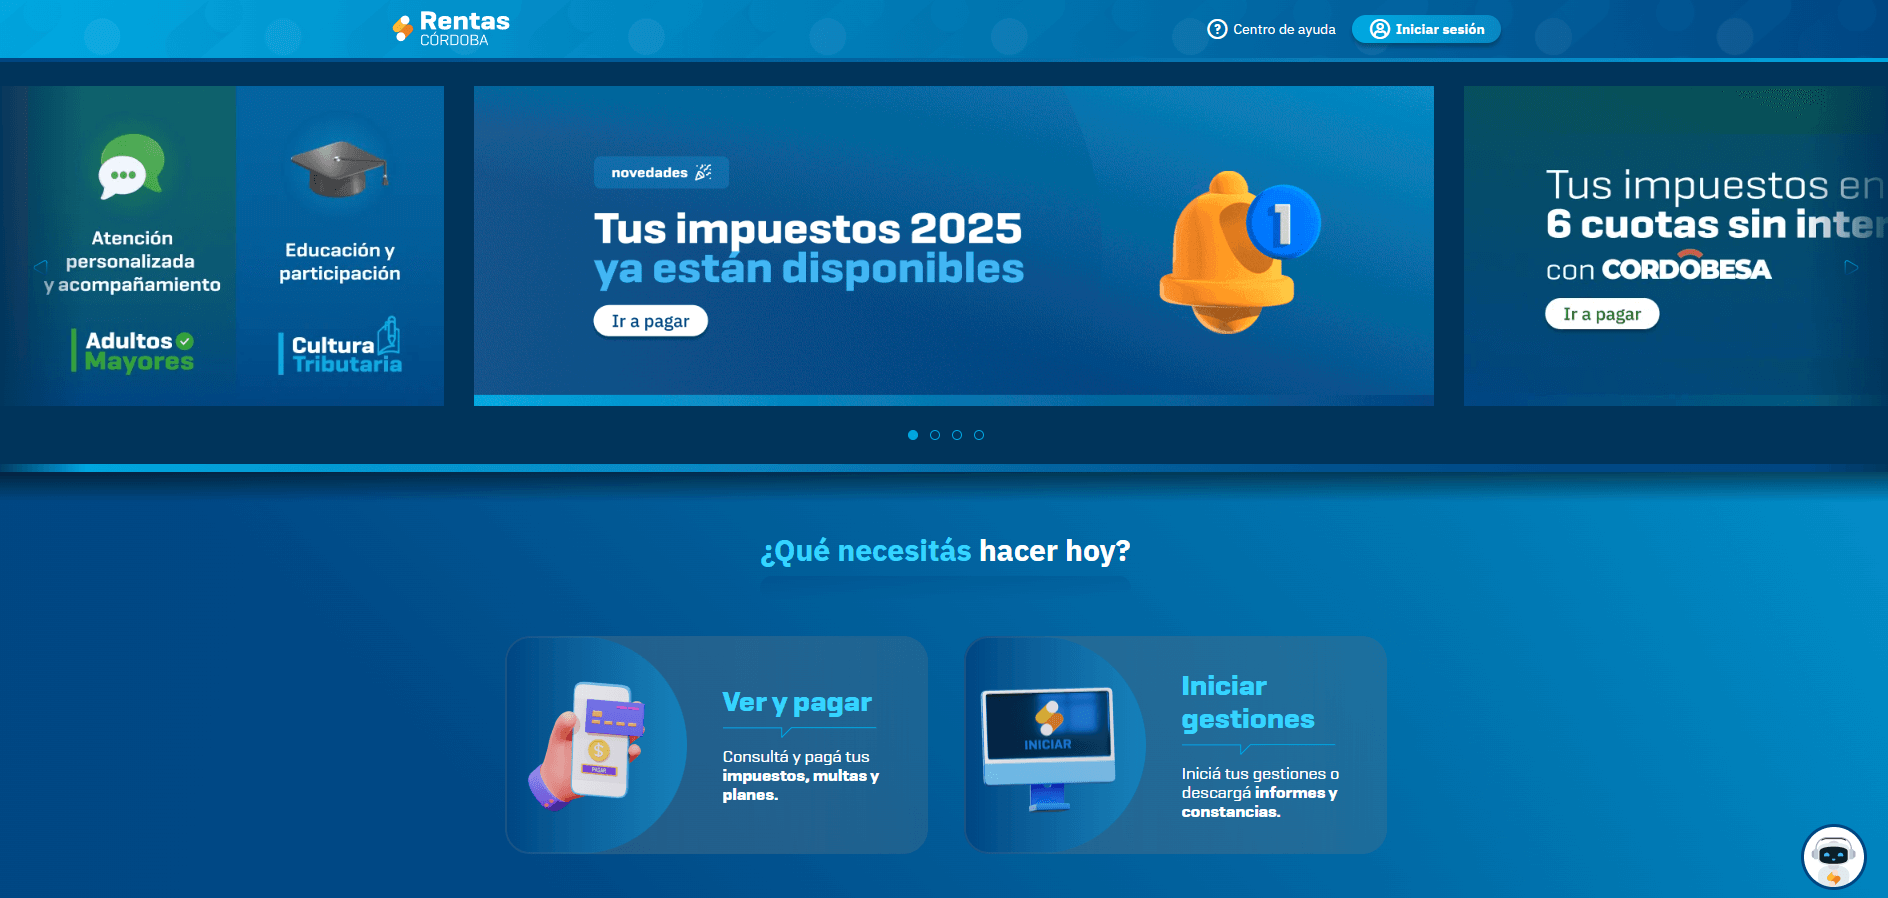 Rentas
CÓRDOBA
Centro de ayuda
Iniciar sesión
Atención
personalizada
y acompañamiento
Adultos
Mayores
Educación y
participación
Cultura
Tributaria
novedades
Tus impuestos 2025
ya están disponibles
Ir a pagar
1
Tus impuestos en
6 cuotas sin inter
con CORDOBESA
Ir a pagar
¿Qué necesitás hacer hoy?
Ver y pagar
Consultá y pagá tus
impuestos, multas y
planes.
PAGAR
INICIAR
Iniciar
gestiones
Iniciá tus gestiones o
descargá informes y
constancias.